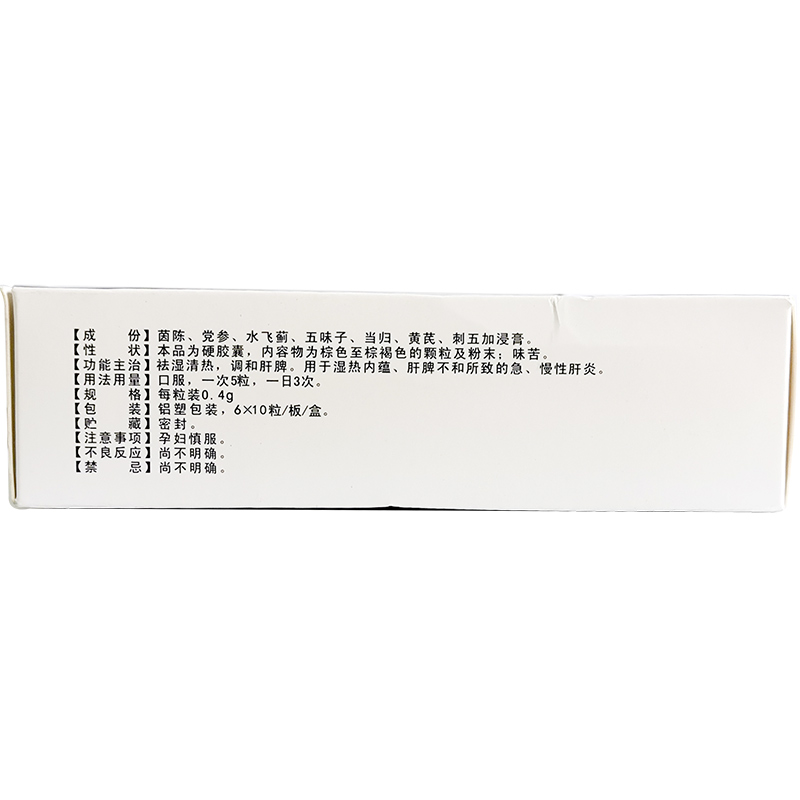 【成 份】茵陈、党参、水飞蓟、五味子、当归、黄芪、刺五加浸膏。
【性 状】本品为硬胶囊，内容物为棕色至棕褐色的颗粒及粉末；味苦。
【功能主治】祛湿清热，调和肝脾。用于湿热内蕴、肝脾不和所致的急、慢性肝炎。
【用法用量】口服，一次5粒，一日3次。
【规 格】每粒装0.4g
【包 装】铝塑包装，6×10粒/板/盒。
【贮 藏】密封。
【注意事项】孕妇慎服。
【不良反应】尚不明确。
【禁 忌】尚不明确。